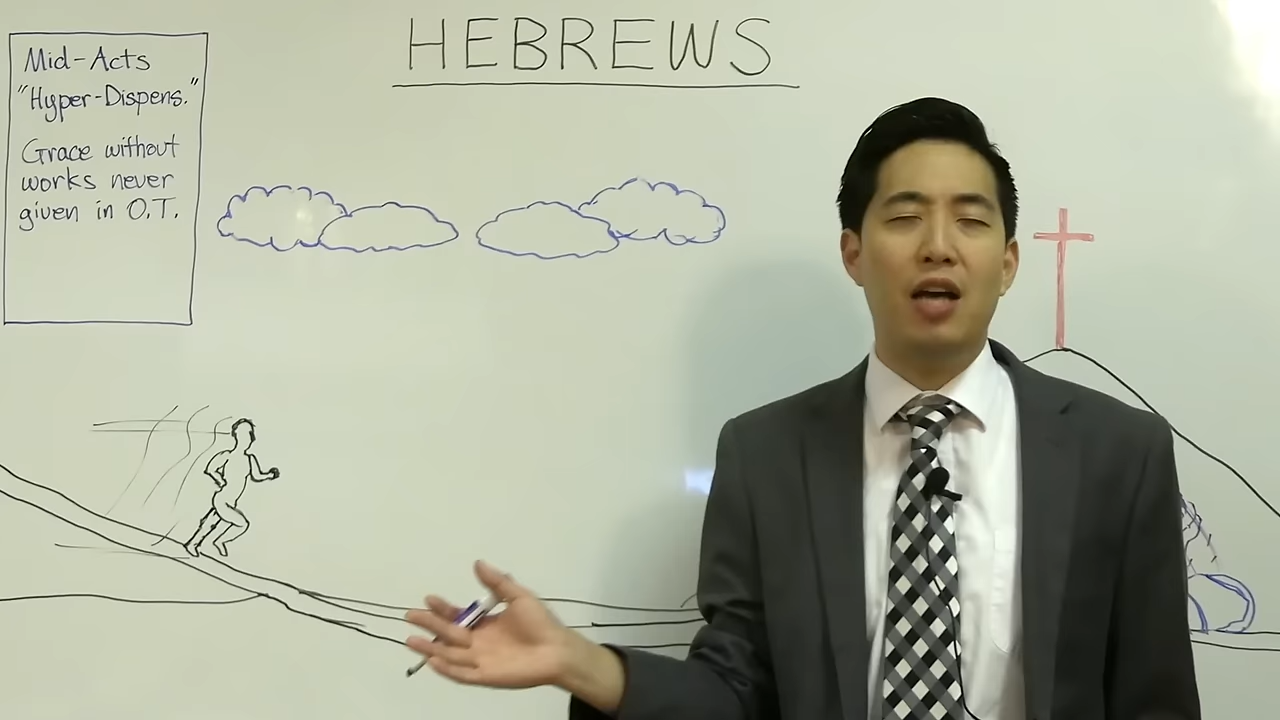 HEBREWS
Mid-Acts
"Hyper-Dispens."
Grace without
works never
given in O.T.